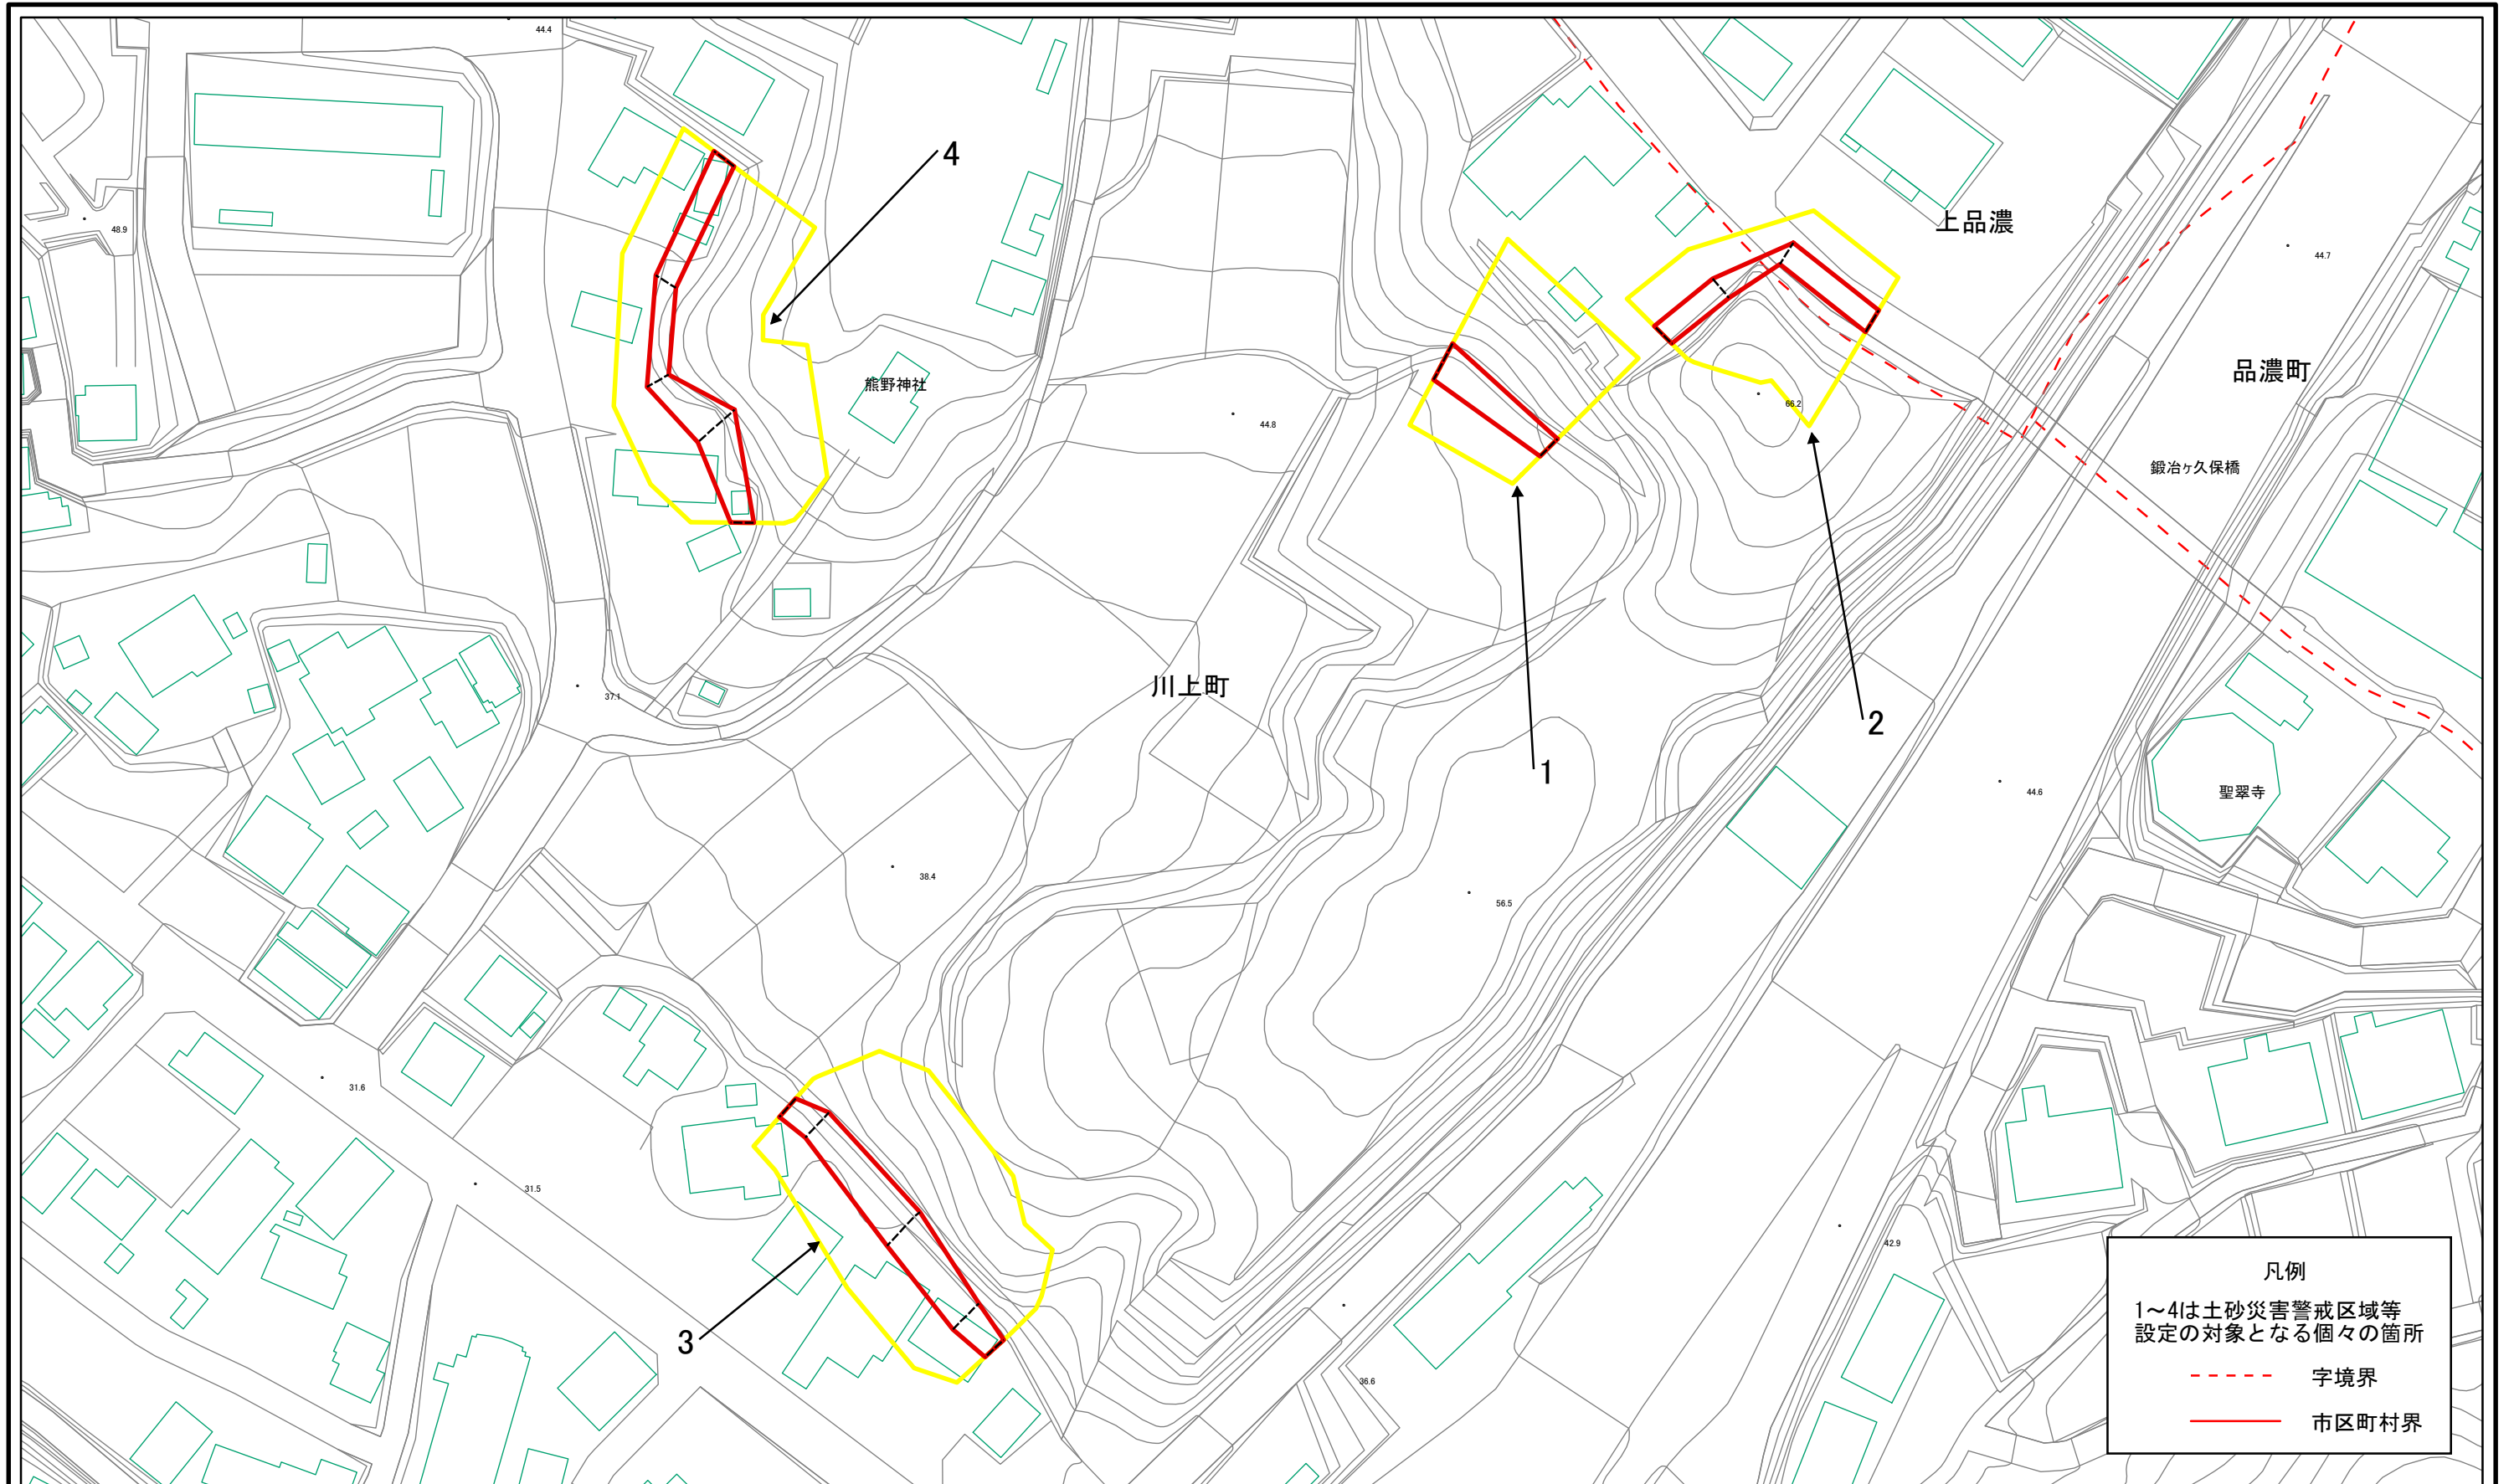 44.4
4
48.9
上品濃
44.7
品濃町
熊野神社
66.2
44.8
鍛冶ヶ久保橋
川上町
37.1
2
1
聖翠寺
44.6
38.4
56.5
31.6
31.5
42.9
3
36.6
凡例
1～4は土砂災害警戒区域等
設定の対象となる個々の箇所
字境界
市区町村界